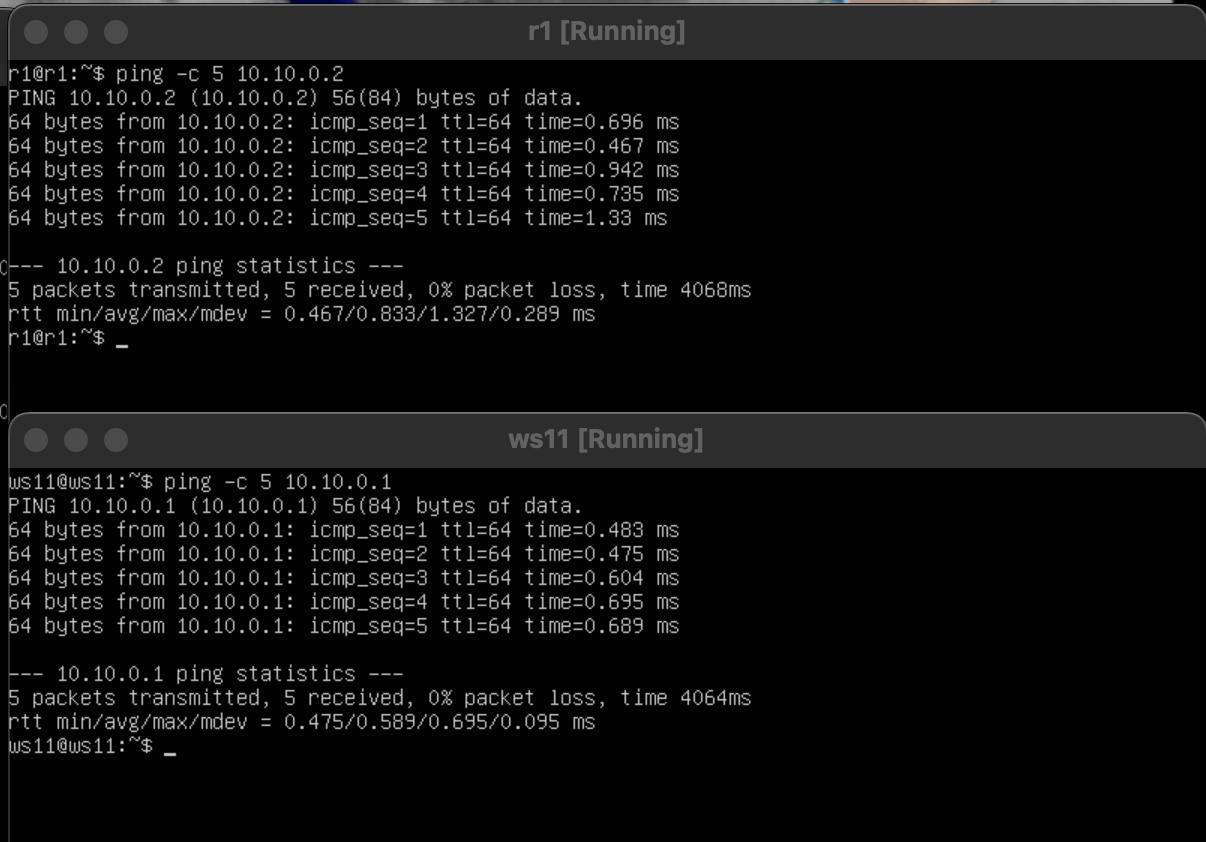 r1 [Running]
r1@r1:~$ ping -c 5 10.10.0.2
PING 10.10.0.2 (10.10.0.2) 56(84) bytes of data.
64 bytes from 10.10.0.2: icmp_seq=1 ttl=64 time=0.696 ms
64 bytes from 10.10.0.2: icmp_seq=2 ttl=64 time=0.467 ms
64 bytes from 10.10.0.2: icmp_seq=3 ttl=64 time=0.942 ms
64 bytes from 10.10.0.2: icmp_seq=4 ttl=64 time=0.735 ms
64 bytes from 10.10.0.2: icmp_seq=5 ttl=64 time=1.33 ms
--- 10.10.0.2 ping statistics ---
5 packets transmitted, 5 received, 0% packet loss, time 4068ms
rtt min/avg/max/mdev = 0.467/0.833/1.327/0.289 ms
r1@r1:~$ _
ws11 [Running]
ws11@ws11:~$ ping -c 5 10.10.0.1
PING 10.10.0.1 (10.10.0.1) 56(84) bytes of data.
64 bytes from 10.10.0.1: icmp_seq=1 ttl=64 time=0.483 ms
64 bytes from 10.10.0.1: icmp_seq=2 ttl=64 time=0.475 ms
64 bytes from 10.10.0.1: icmp_seq=3 ttl=64 time=0.604 ms
64 bytes from 10.10.0.1: icmp_seq=4 ttl=64 time=0.695 ms
64 bytes from 10.10.0.1: icmp_seq=5 ttl=64 time=0.689 ms
--- 10.10.0.1 ping statistics ---
5 packets transmitted, 5 received, 0% packet loss, time 4064ms
rtt min/avg/max/mdev = 0.475/0.589/0.695/0.095 ms
ws11@ws11:~$ _